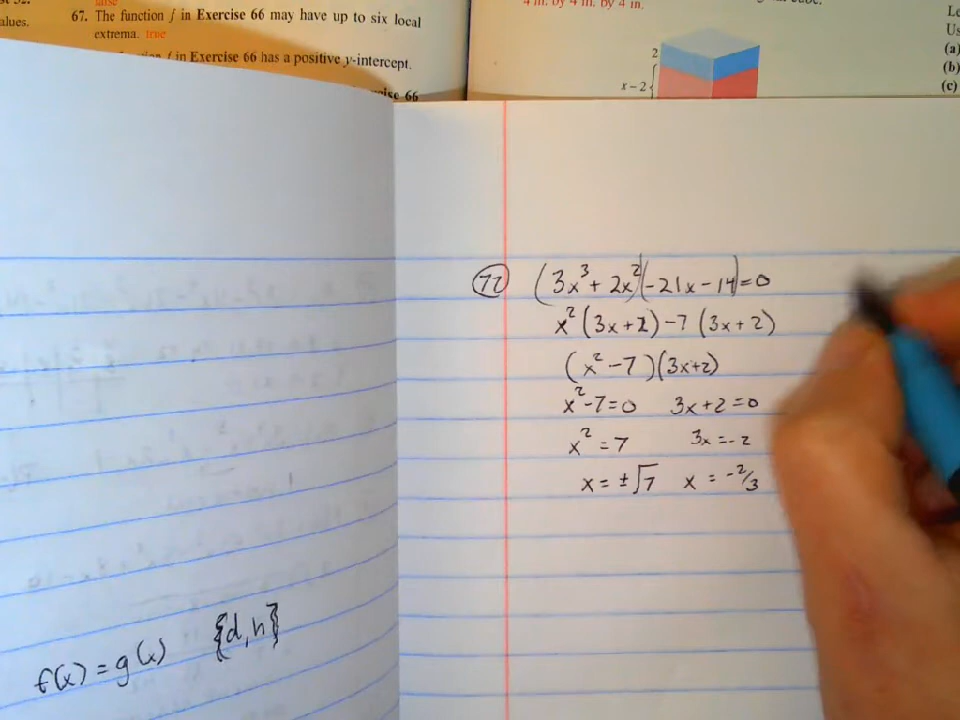 alues.
67. The function f in Exercise 66 may have up to six local
extrema. true
f in Exercise 66 has a positive y-intercept.
4 in. by 4 in. by 4 in.
2
x-2
Le
Us
(a)
(b)
(c)
72 (3x³+2x²)(-21x-14)=0
x²(3x+2)-7(3x+2)
(x²-7)(3x+2)
x²-7=0 3x+2=0
x²=7 3x=-2
x=±√7 x=-2/3
f(x)=g(x) {d,h}